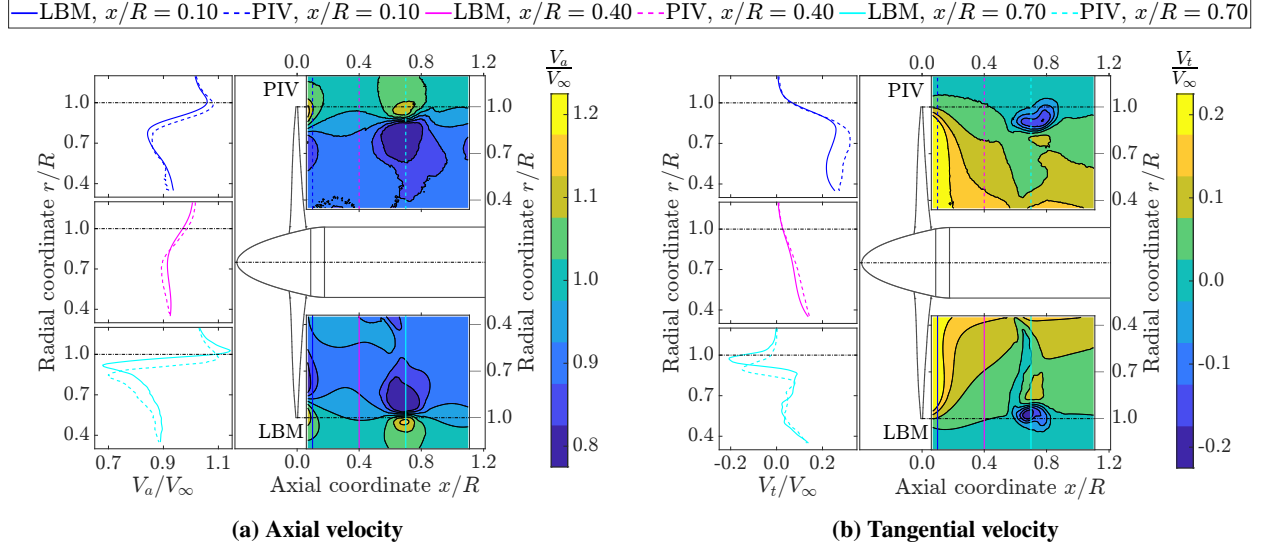 LBM, x/R = 0.10 PIV, x/R = 0.10 LBM, x/R = 0.40 PIV, x/R = 0.40 LBM, x/R = 0.70 PIV, x/R = 0.70
0.0 0.4 0.8 1.2
V_a/V_∞
PIV
1.0
0.7
0.4
1.0
0.7
0.4
1.0
0.7
0.4
Radial coordinate r/R
0.7 0.9 1.1
V_a/V_∞
1.0
0.7
0.4
0.4
0.7
1.0
Radial coordinate r/R
LBM
0.0 0.4 0.8 1.2
Axial coordinate x/R
1.2
1.1
1.0
0.9
0.8
(a) Axial velocity
0.0 0.4 0.8 1.2
V_t/V_∞
PIV
1.0
0.7
0.4
1.0
0.7
0.4
1.0
0.7
0.4
Radial coordinate r/R
-0.2 0.0 0.2
V_t/V_∞
1.0
0.7
0.4
0.4
0.7
1.0
Radial coordinate r/R
LBM
0.0 0.4 0.8 1.2
Axial coordinate x/R
0.2
0.1
0.0
-0.1
-0.2
(b) Tangential velocity